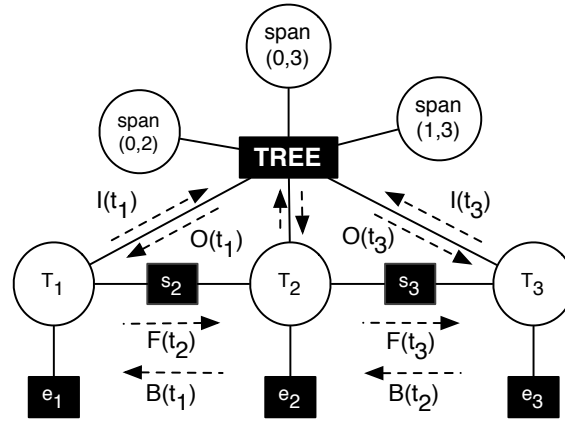 span
(0,3)
span
(0,2)
span
(1,3)
TREE
I(t₁)
I(t₃)
O(t₁)
O(t₃)
T₁
s₂
T₂
s₃
T₃
F(t₂)
F(t₃)
B(t₁)
B(t₂)
e₁
e₂
e₃